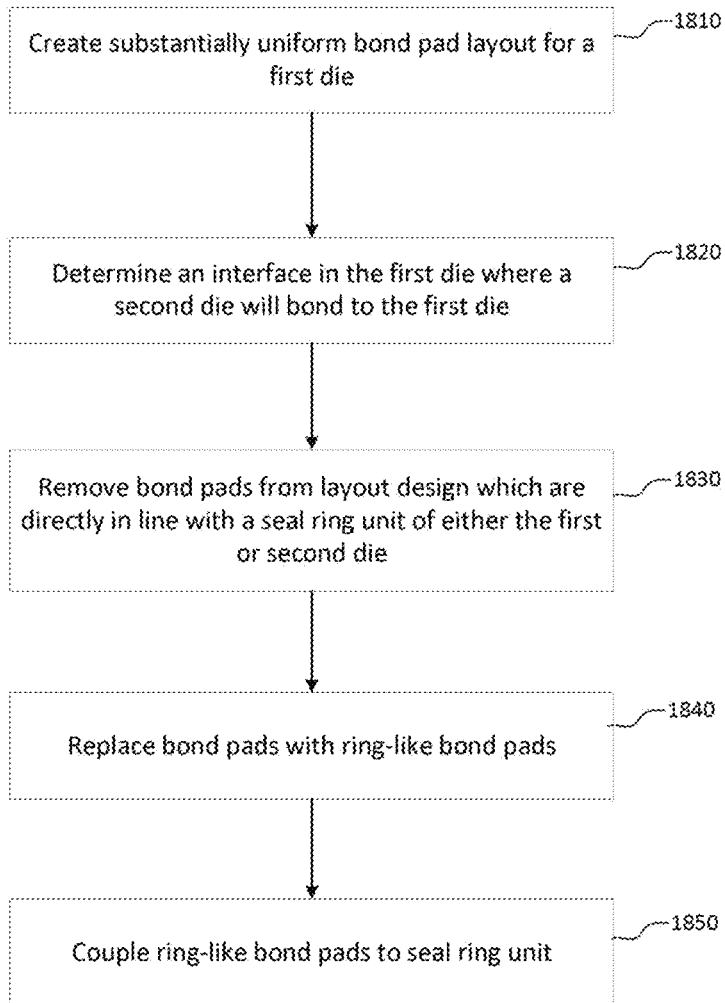 1810
Create substantially uniform bond pad layout for a
first die
1820
Determine an interface in the first die where a
second die will bond to the first die
1830
Remove bond pads from layout design which are
directly in line with a seal ring unit of either the first
or second die
1840
Replace bond pads with ring-like bond pads
1850
Couple ring-like bond pads to seal ring unit